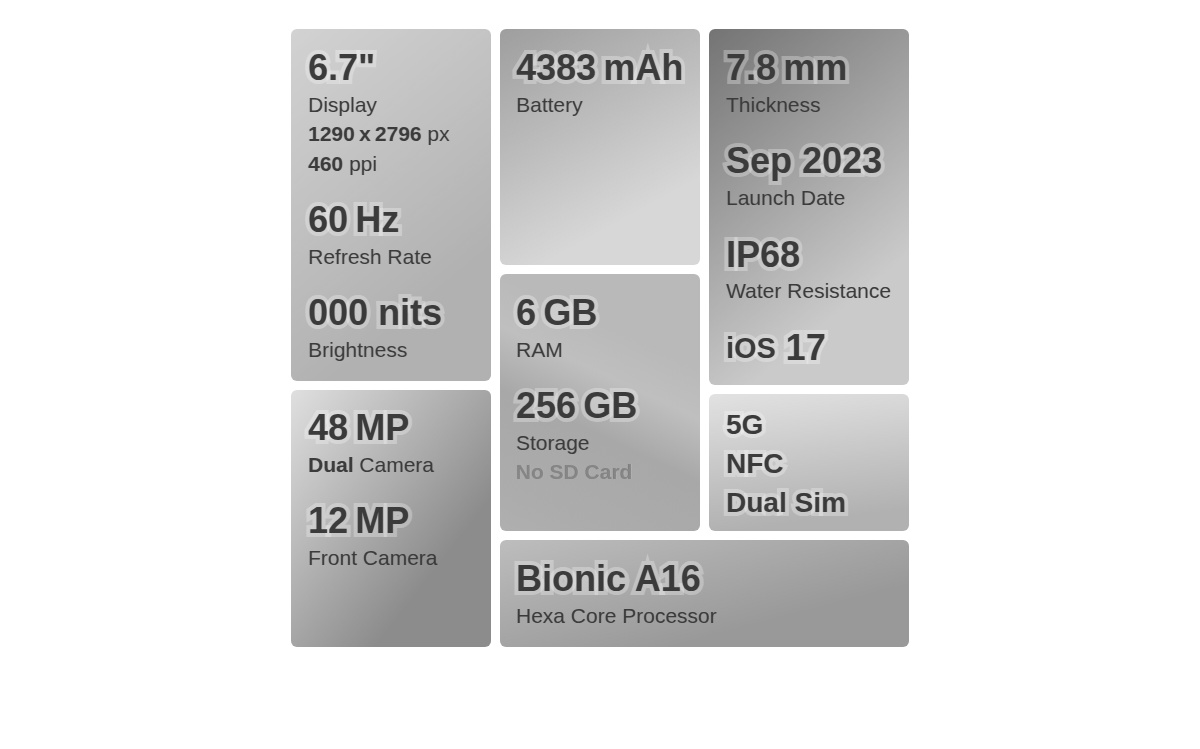 6.7"
Display
1290 x 2796 px
460 ppi
60 Hz
Refresh Rate
000 nits
Brightness
48 MP
Dual Camera
12 MP
Front Camera
4383 mAh
Battery
6 GB
RAM
256 GB
Storage
No SD Card
7.8 mm
Thickness
Sep 2023
Launch Date
IP68
Water Resistance
iOS 17
5G
NFC
Dual Sim
Bionic A16
Hexa Core Processor